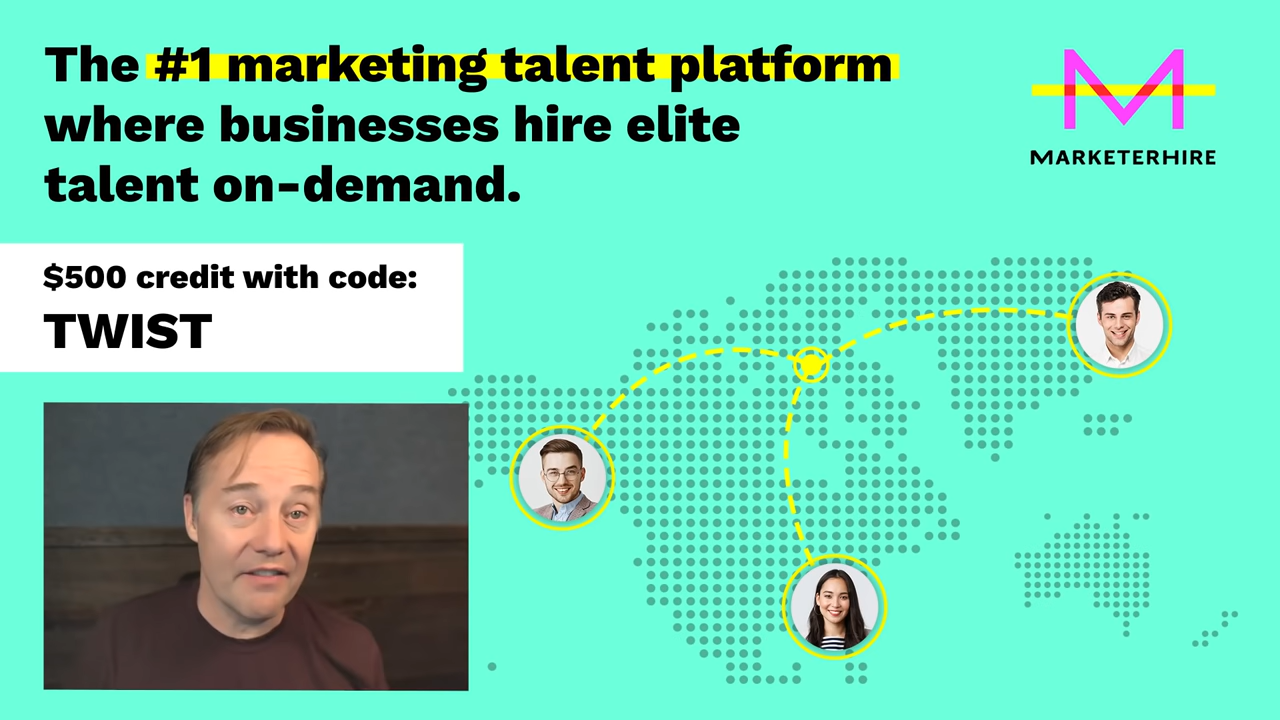 The #1 marketing talent platform
where businesses hire elite
talent on-demand.
MARKETERHIRE
$500 credit with code:
TWIST